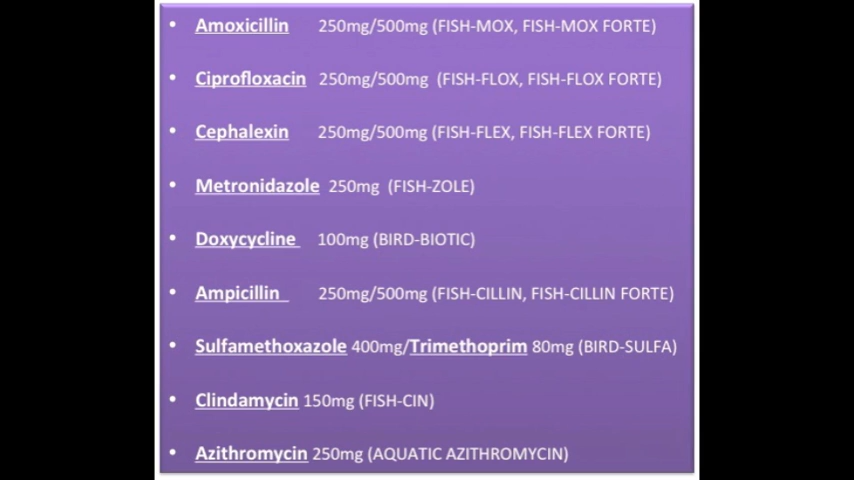 • Amoxicillin 250mg/500mg (FISH-MOX, FISH-MOX FORTE)
• Ciprofloxacin 250mg/500mg (FISH-FLOX, FISH-FLOX FORTE)
• Cephalexin 250mg/500mg (FISH-FLEX, FISH-FLEX FORTE)
• Metronidazole 250mg (FISH-ZOLE)
• Doxycycline 100mg (BIRD-BIOTIC)
• Ampicillin 250mg/500mg (FISH-CILLIN, FISH-CILLIN FORTE)
• Sulfamethoxazole 400mg/Trimethoprim 80mg (BIRD-SULFA)
• Clindamycin 150mg (FISH-CIN)
• Azithromycin 250mg (AQUATIC AZITHROMYCIN)